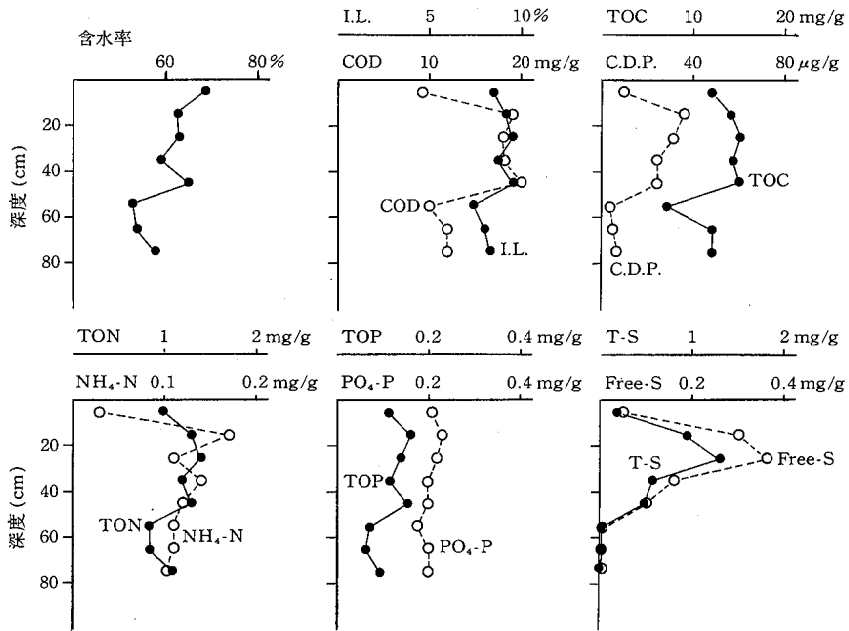 含水率
60 80%
I.L. 5 10%
COD 10 20 mg/g
TOC 10 20 mg/g
C.D.P. 40 80 μg/g
深度 (cm)
20
40
60
80
COD
I.L.
TOC
C.D.P.
TON 1 2 mg/g
NH₄-N 0.1 0.2 mg/g
TOP 0.2 0.4 mg/g
PO₄-P 0.2 0.4 mg/g
T-S 1 2 mg/g
Free-S 0.2 0.4 mg/g
深度 (cm)
20
40
60
80
TON
NH₄-N
TOP
PO₄-P
T-S
Free-S